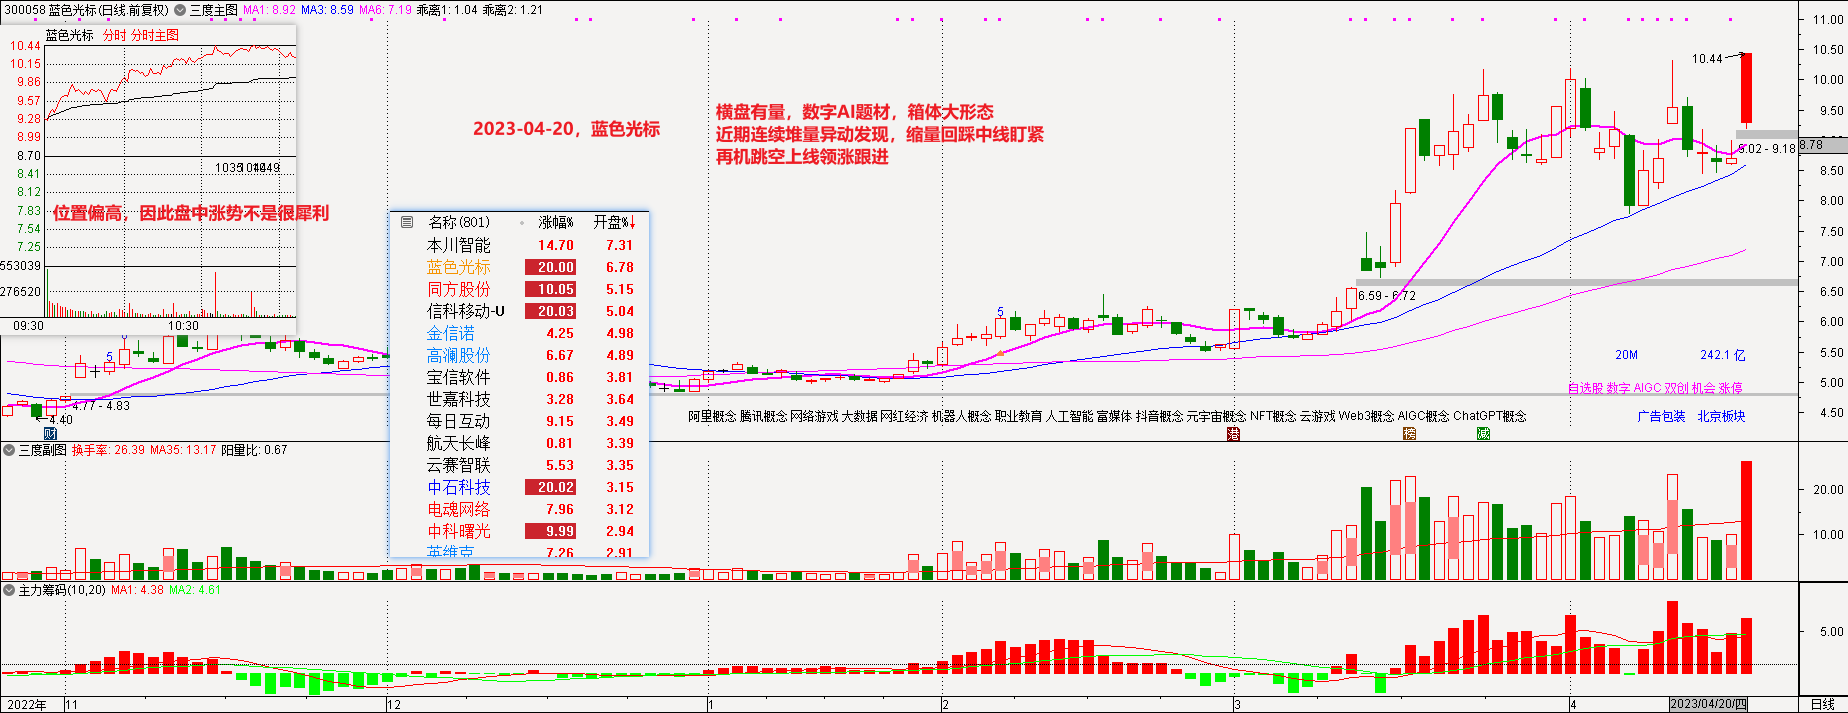 300058 蓝色光标(日线.前复权) 三度主图 MA1: 8.92 MA3: 8.59 MA6: 7.19 乖离1: 1.04 乖离2: 1.21
蓝色光标 分时 分时主图
10.44
10.15
9.86
9.57
9.28
8.99
8.70
8.41
8.12
7.83
7.54
7.25
553039
276520
09:30 10:30
位置偏高，因此盘中涨势不是很犀利
2023-04-20，蓝色光标
横盘有量，数字AI题材，箱体大形态
近期连续堆量异动发现，缩量回踩中线盯紧
再机跳空上线领涨跟进
名称(801) 涨幅% 开盘%↓
本川智能 14.70 7.31
蓝色光标 20.00 6.78
同方股份 10.05 5.15
信科移动-U 20.03 5.04
金信诺 4.25 4.98
高澜股份 6.67 4.89
宝信软件 0.86 3.81
世嘉科技 3.28 3.64
每日互动 9.15 3.49
航天长峰 0.81 3.39
云赛智联 5.53 3.35
中石科技 20.02 3.15
电魂网络 7.96 3.12
中科曙光 9.99 2.94
英维克 7.26 2.91
10.44
9.02 - 9.18
6.59 - 6.72
4.77 - 4.83
4.40
5
5
财
20M 242.1 亿
自选股 数字 AIGC 双创 机会 涨停
阿里概念 腾讯概念 网络游戏 大数据 网红经济 机器人概念 职业教育 人工智能 富媒体 抖音概念 元宇宙概念 NFT概念 云游戏 Web3概念 AIGC概念 ChatGPT概念
广告包装 北京板块
港 榜 减
11.00
10.50
10.00
9.50
8.78
8.50
8.00
7.50
7.00
6.50
6.00
5.50
5.00
4.50
三度副图 换手率: 26.39 MA35: 13.17 阳量比: 0.67
20.00
10.00
主力筹码(10,20) MA1: 4.38 MA2: 4.61
5.00
2022年 11 12 1 2 3 4 2023/04/20/四 日线